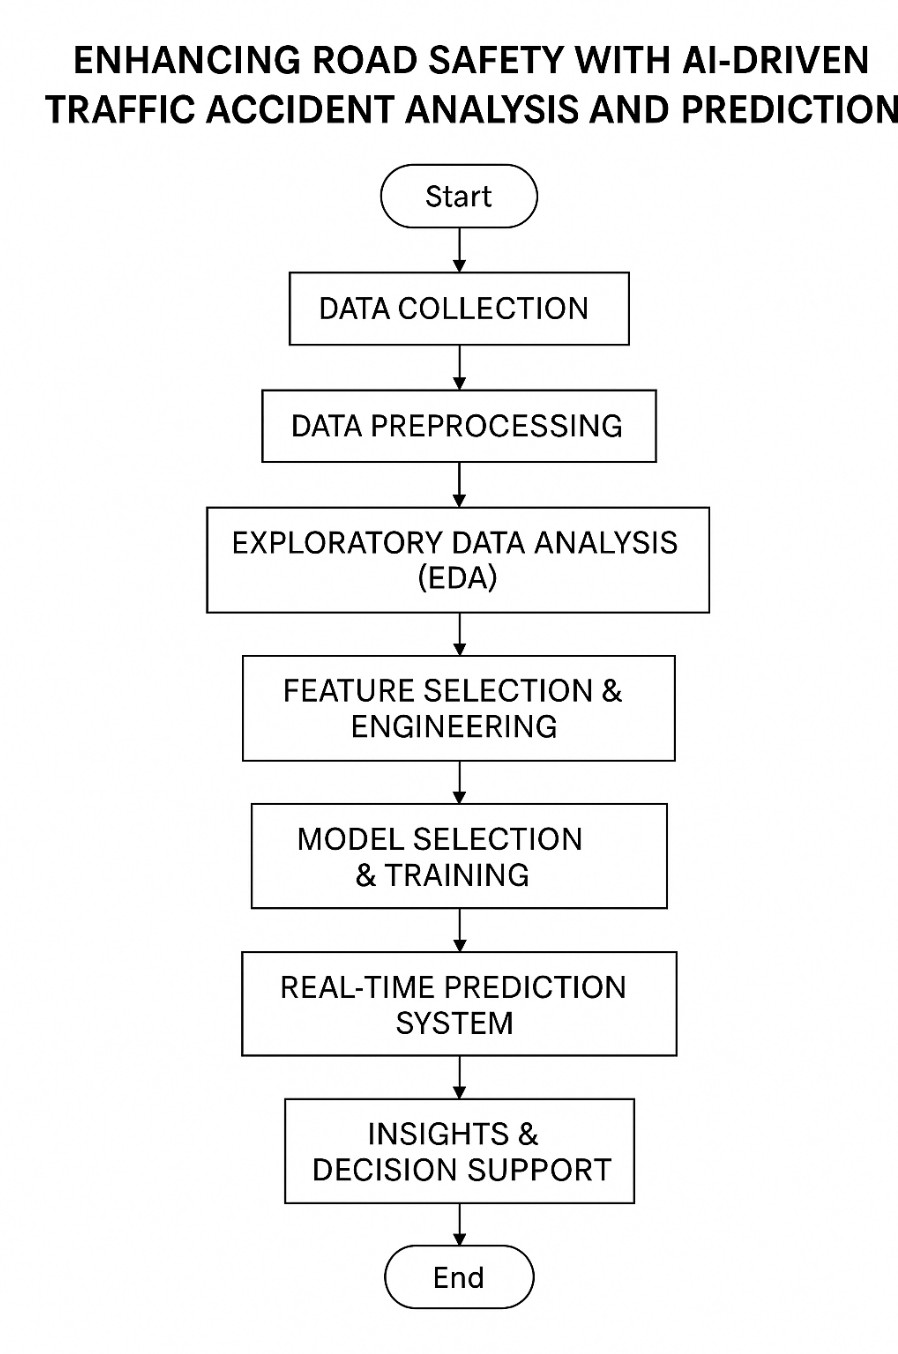 ENHANCING ROAD SAFETY WITH AI-DRIVEN
TRAFFIC ACCIDENT ANALYSIS AND PREDICTION
Start
DATA COLLECTION
DATA PREPROCESSING
EXPLORATORY DATA ANALYSIS
(EDA)
FEATURE SELECTION &
ENGINEERING
MODEL SELECTION
& TRAINING
REAL-TIME PREDICTION
SYSTEM
INSIGHTS &
DECISION SUPPORT
End